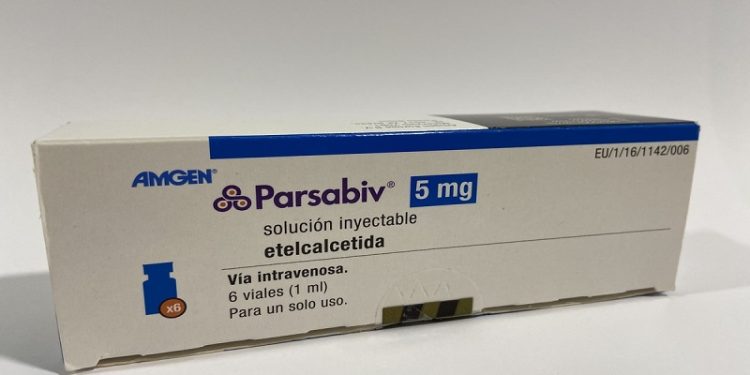 EU/1/16/1142/006
AMGEN®
Parsabiv® 5 mg
solución inyectable
etelcalcetida
Vía intravenosa.
6 viales (1 ml)
Para un solo uso.
x6